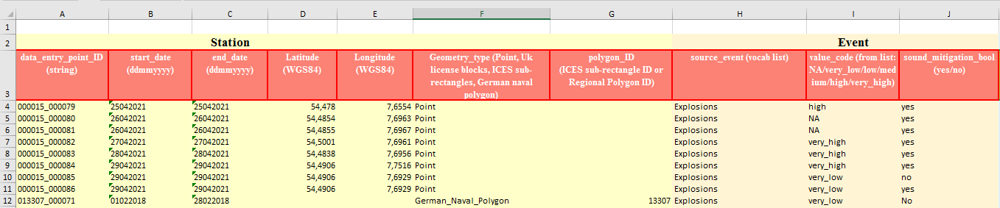 A B C D E F G H I J
1
2 Station Event
3 data_entry_point_ID (string) start_date (ddmmyyyy) end_date (ddmmyyyy) Latitude (WGS84) Longitude (WGS84) Geometry_type (Point, Uk license blocks, ICES sub-rectangles, German naval polygon) polygon_ID (ICES sub-rectangle ID or Regional Polygon ID) source_event (vocab list) value_code (from list: NA/very_low/low/medium/high/very_high) sound_mitigation_bool (yes/no)
4 000015_000079 25042021 25042021 54,478 7,6554 Point Explosions high yes
5 000015_000080 26042021 26042021 54,4854 7,6963 Point Explosions NA yes
6 000015_000081 26042021 26042021 54,4855 7,6967 Point Explosions NA yes
7 000015_000082 27042021 27042021 54,5001 7,6961 Point Explosions very_high yes
8 000015_000083 28042021 28042021 54,4838 7,6956 Point Explosions very_high yes
9 000015_000084 29042021 29042021 54,4906 7,7516 Point Explosions very_high yes
10 000015_000085 29042021 29042021 54,4906 7,6929 Point Explosions very_low no
11 000015_000086 29042021 29042021 54,4906 7,6929 Point Explosions very_low yes
12 013307_000071 01022018 28022018 German_Naval_Polygon 13307 Explosions very_low No